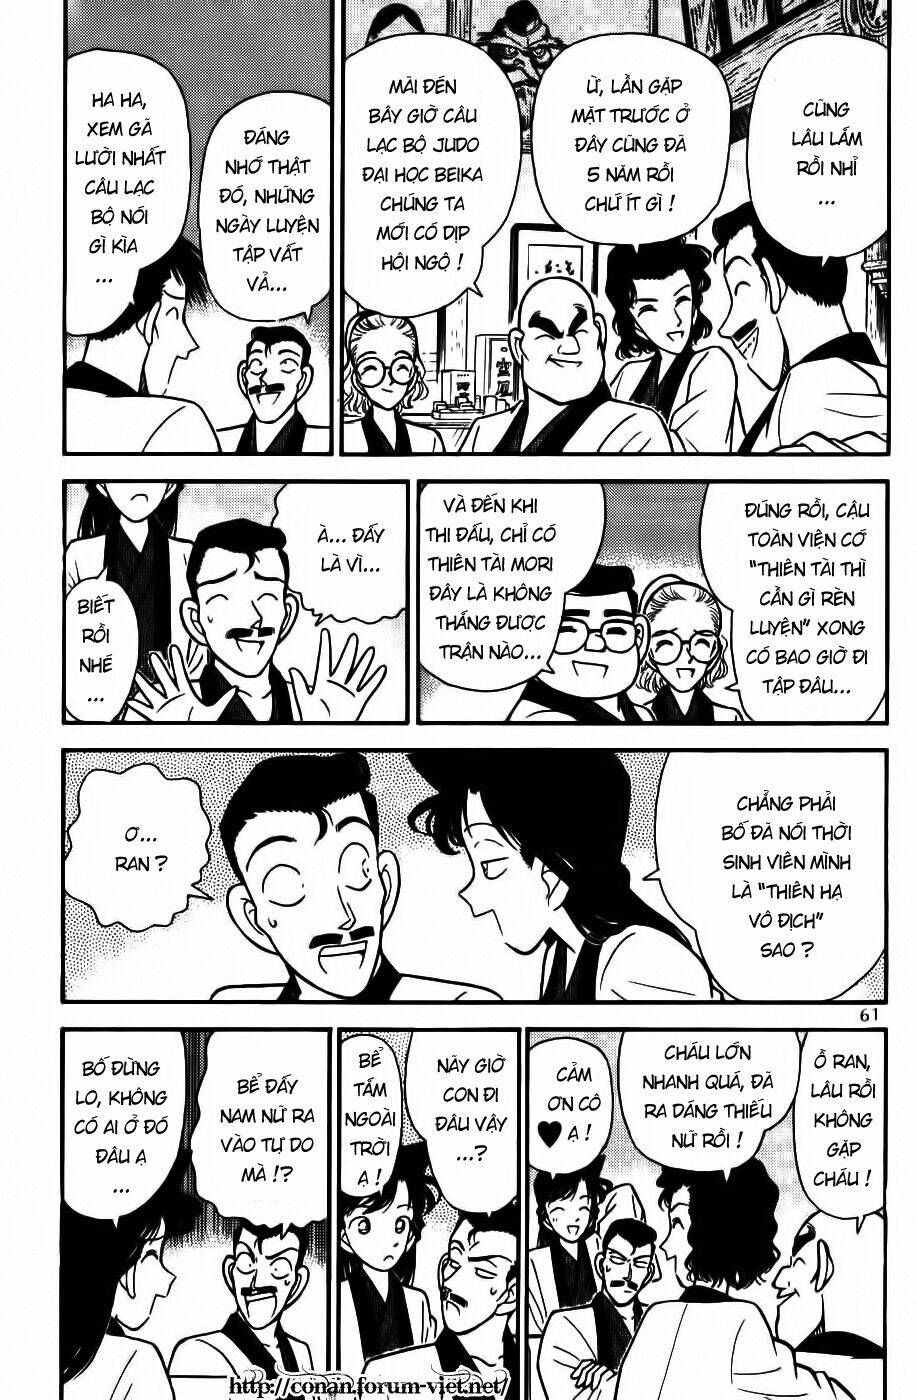 CŨNG
LÂU LẮM
RỒI NHỈ
...
Ừ, LẦN GẶP
MẶT TRƯỚC Ở
ĐÂY CŨNG ĐÃ
5 NĂM RỒI
CHỨ ÍT GÌ !
MÃI ĐẾN
BÂY GIỜ CÂU
LẠC BỘ JUDO
ĐẠI HỌC BEIKA
CHÚNG TA
MỚI CÓ DỊP
HỘI NGỘ !
ĐÁNG
NHỚ THẬT
ĐÓ, NHỮNG
NGÀY LUYỆN
TẬP VẤT
VẢ...
HA HA,
XEM GÃ
LƯỜI NHẤT
CÂU LẠC
BỘ NÓI
GÌ KÌA
...
ĐÚNG RỒI, CẬU
TOÀN VIỆN CỚ
“THIÊN TÀI THÌ
CẦN GÌ RÈN
LUYỆN” XONG
CÓ BAO GIỜ ĐI
TẬP ĐÂU...
VÀ ĐẾN KHI
THI ĐẤU, CHỈ CÓ
THIÊN TÀI MORI
ĐÂY LÀ KHÔNG
THẮNG ĐƯỢC
TRẬN NÀO...
À... ĐẤY
LÀ VÌ...
BIẾT
RỒI
NHÉ
...
CHẲNG PHẢI
BỐ ĐÃ NÓI THỜI
SINH VIÊN MÌNH
LÀ “THIÊN HẠ
VÔ ĐỊCH”
SAO ?
Ơ...
RAN ?
61
Ồ RAN,
LÂU RỒI
KHÔNG
GẶP
CHÁU !
CHÁU LỚN
NHANH QUÁ, ĐÃ
RA DÁNG THIẾU
NỮ RỒI !
CẢM
ƠN CÔ
♥ Ạ !
NÃY GIỜ
CON ĐI
ĐÂU VẬY
...?
BỂ
TẮM
NGOÀI
TRỜI
Ạ !
BỂ ĐẤY
NAM NỮ RA
VÀO TỰ DO
MÀ !?
BỐ ĐỪNG
LO, KHÔNG
CÓ AI Ở ĐÓ
ĐÂU Ạ
...
http://conan.forum-viet.net/